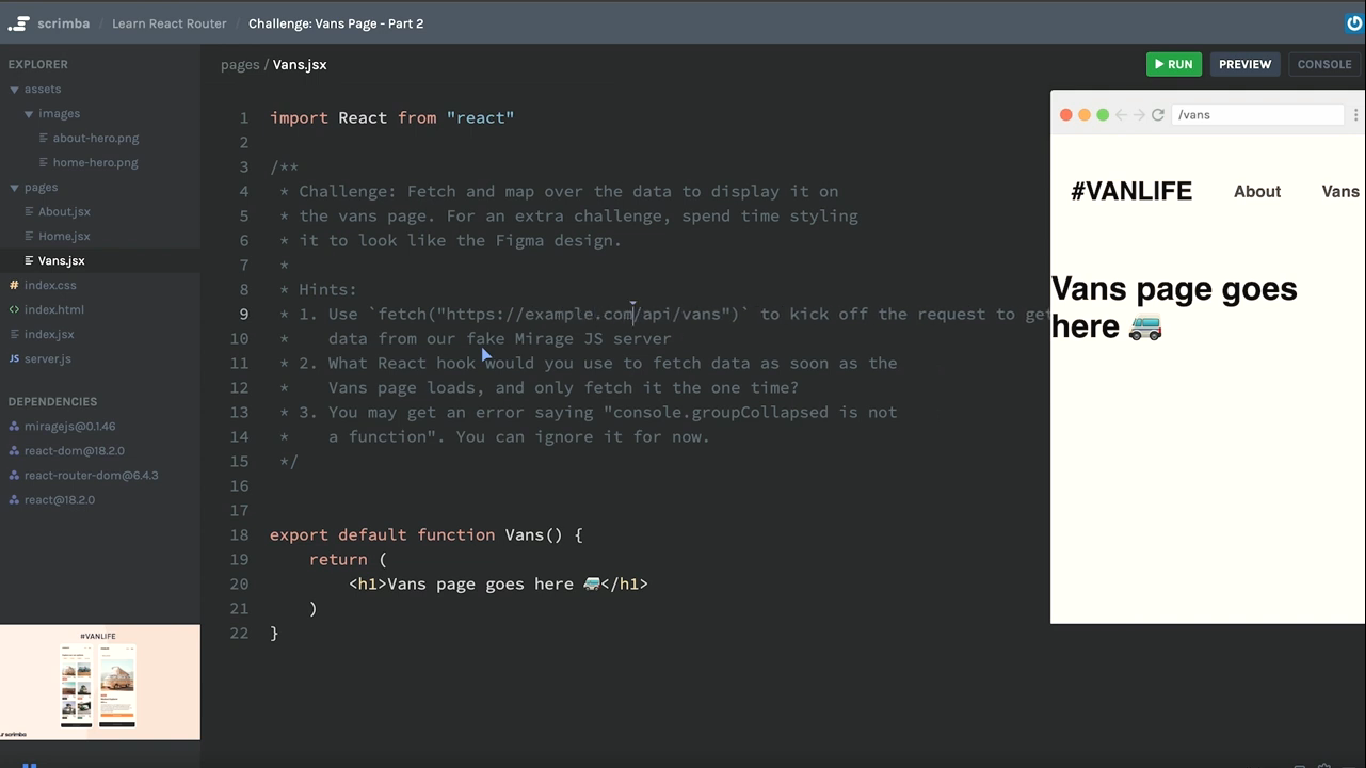 scrimba / Learn React Router / Challenge: Vans Page - Part 2
EXPLORER
assets
images
about-hero.png
home-hero.png
pages
About.jsx
Home.jsx
Vans.jsx
# index.css
<> index.html
index.jsx
JS server.js
DEPENDENCIES
miragejs@0.1.46
react-dom@18.2.0
react-router-dom@6.4.3
react@18.2.0
#VANLIFE
scrimba
pages / Vans.jsx
RUN PREVIEW CONSOLE
1 import React from "react"
2
3 /**
4 * Challenge: Fetch and map over the data to display it on
5 * the vans page. For an extra challenge, spend time styling
6 * it to look like the Figma design.
7 *
8 * Hints:
9 * 1. Use `fetch("https://example.com/api/vans")` to kick off the request to get
10 * data from our fake Mirage JS server
11 * 2. What React hook would you use to fetch data as soon as the
12 * Vans page loads, and only fetch it the one time?
13 * 3. You may get an error saying "console.groupCollapsed is not
14 * a function". You can ignore it for now.
15 */
16
17
18 export default function Vans() {
19 return (
20 <h1>Vans page goes here 🚐</h1>
21 )
22 }
/vans
#VANLIFE About Vans
Vans page goes
here 🚐